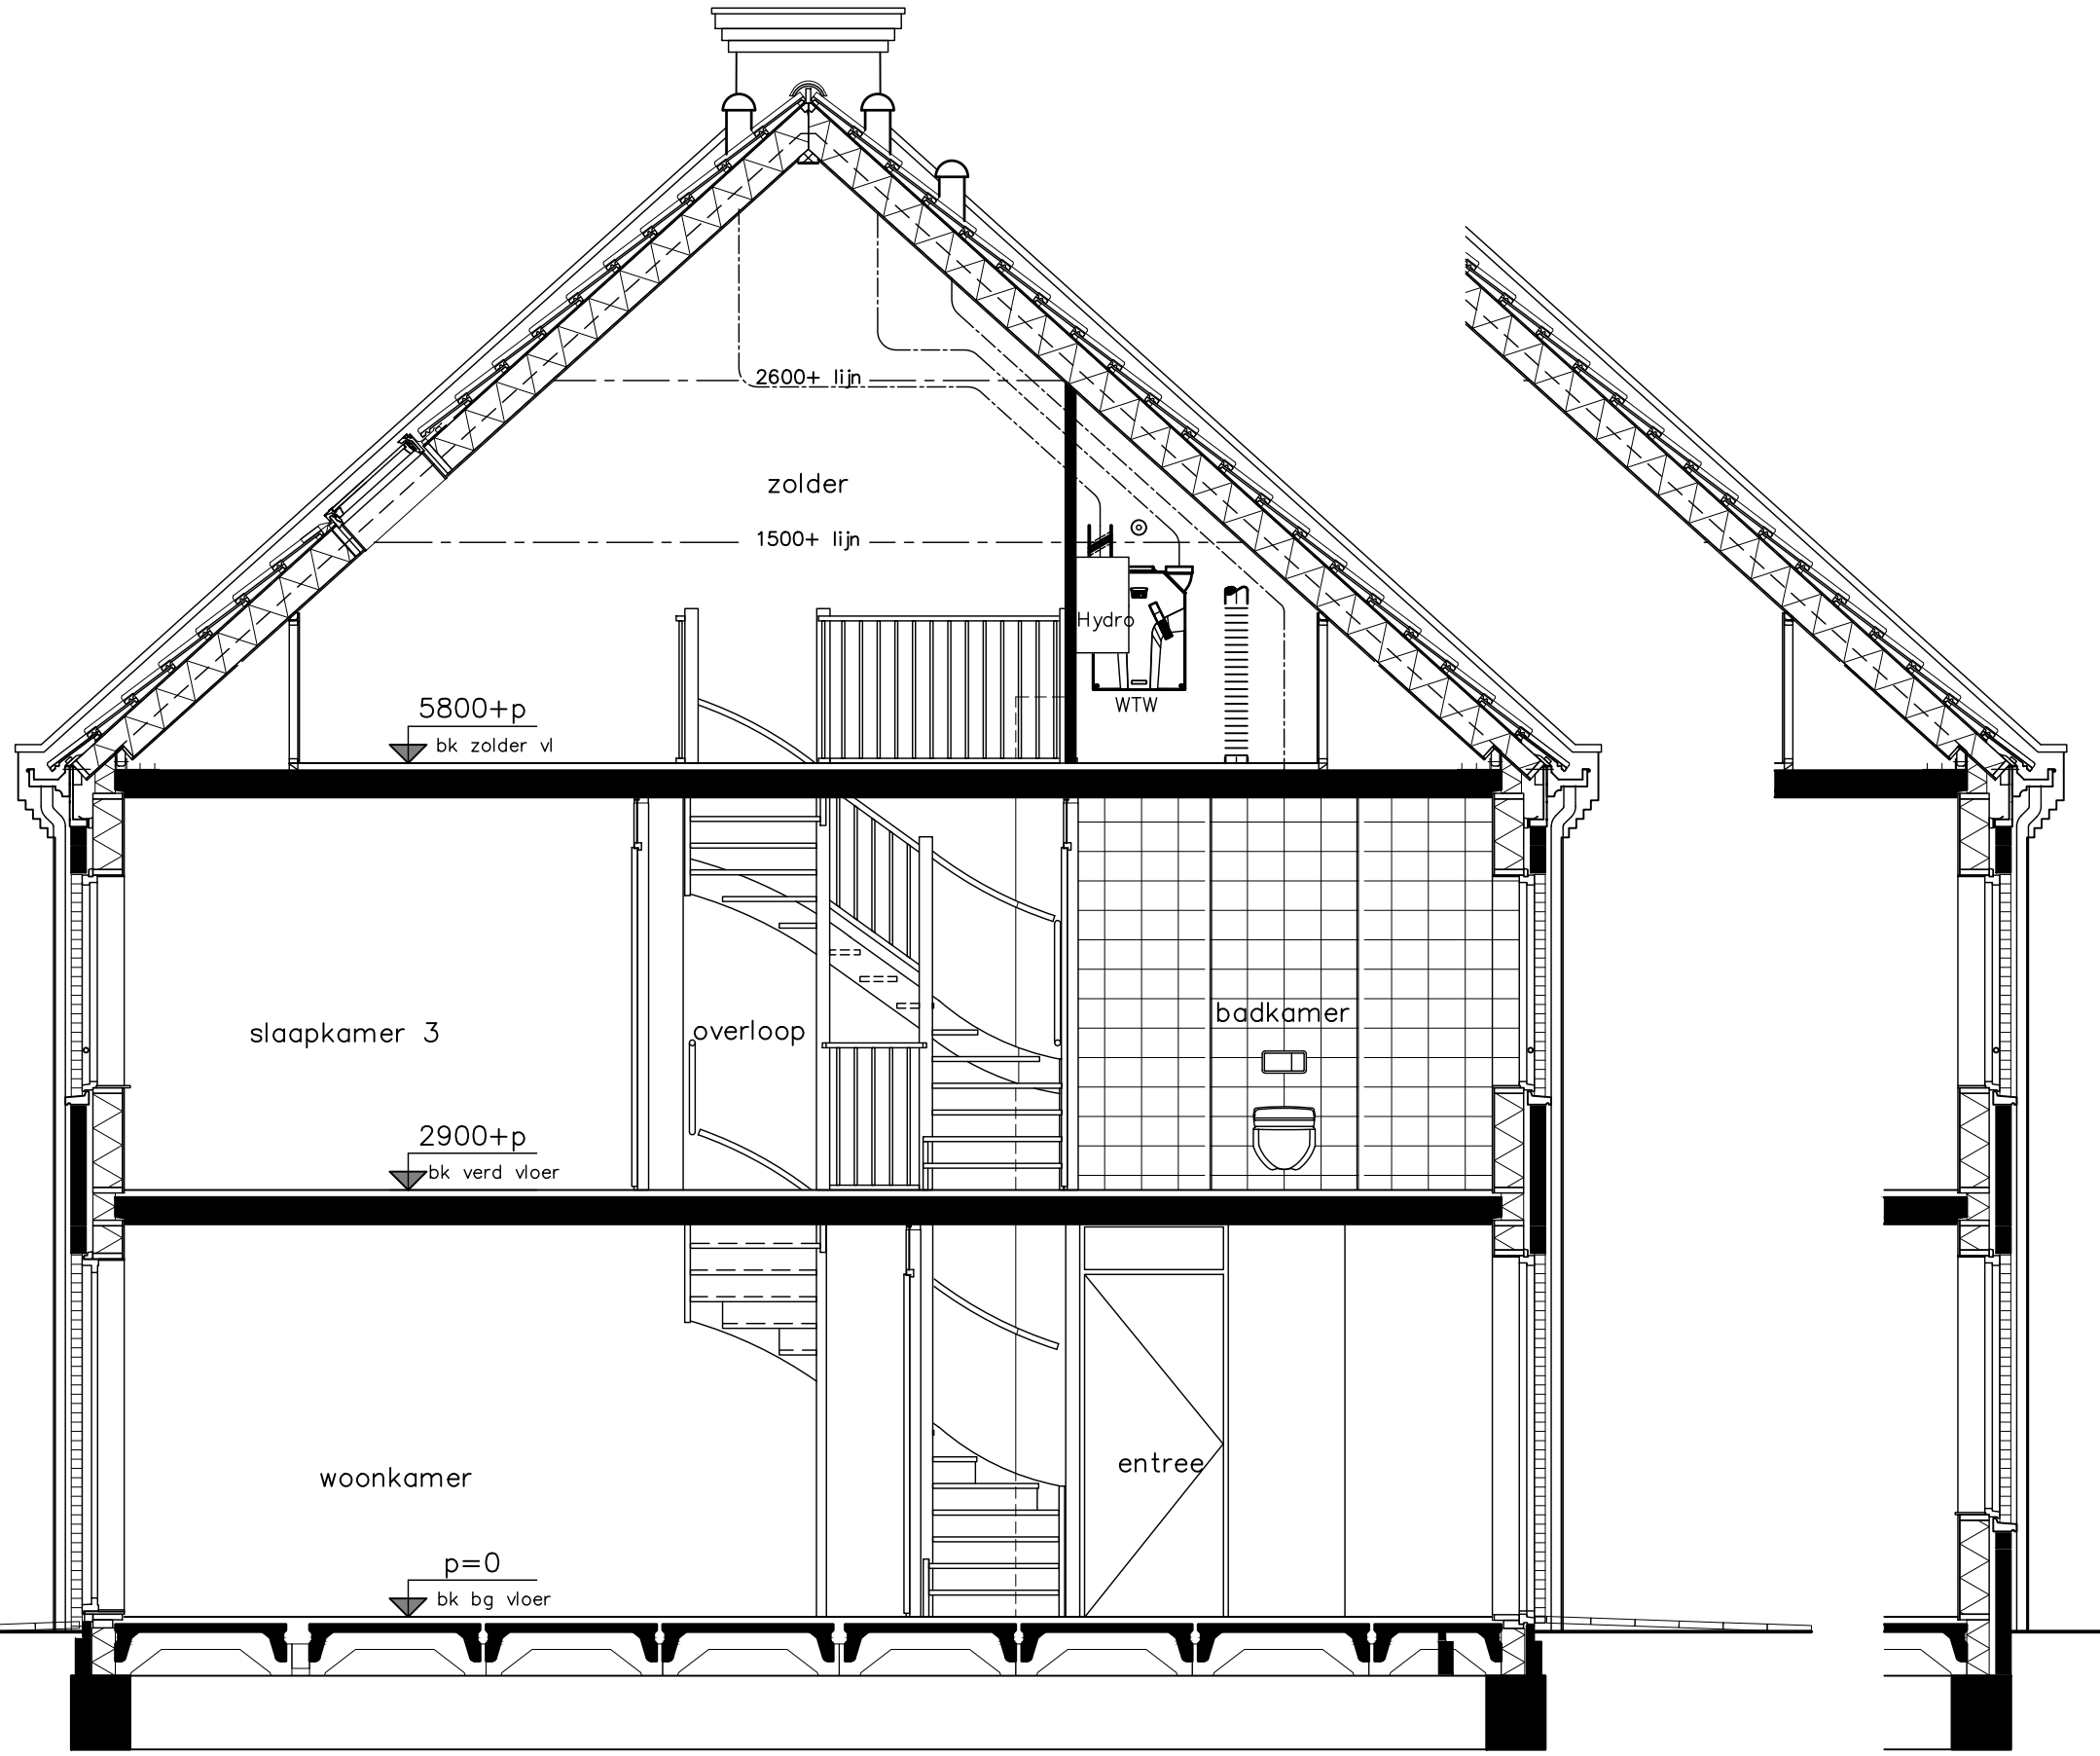 2600+ lijn
zolder
1500+ lijn
Hydro
WTW
5800+p
bk zolder vl
slaapkamer 3
overloop
badkamer
2900+p
bk verd vloer
woonkamer
entree
p=0
bk bg vloer